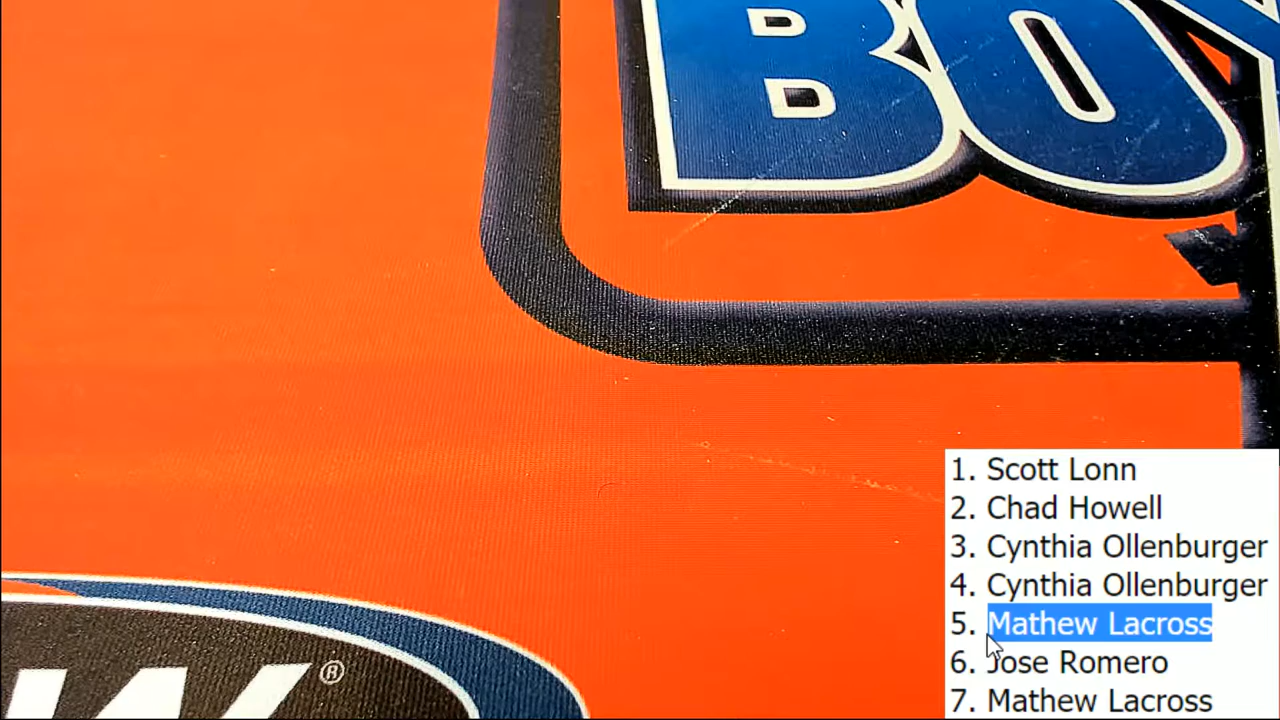 BOX
1. Scott Lonn
2. Chad Howell
3. Cynthia Ollenburger
4. Cynthia Ollenburger
5. Mathew Lacross
6. Jose Romero
7. Mathew Lacross
W®